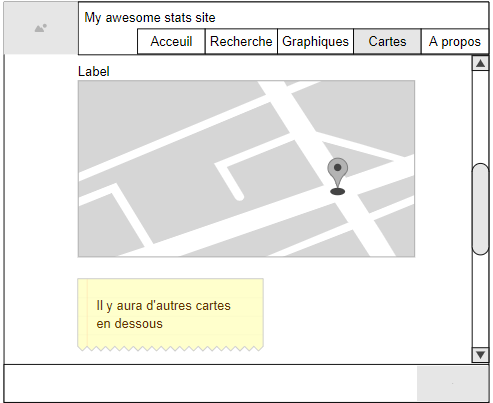 My awesome stats site
Acceuil Recherche Graphiques Cartes A propos
Label
Il y aura d'autres cartes
en dessous